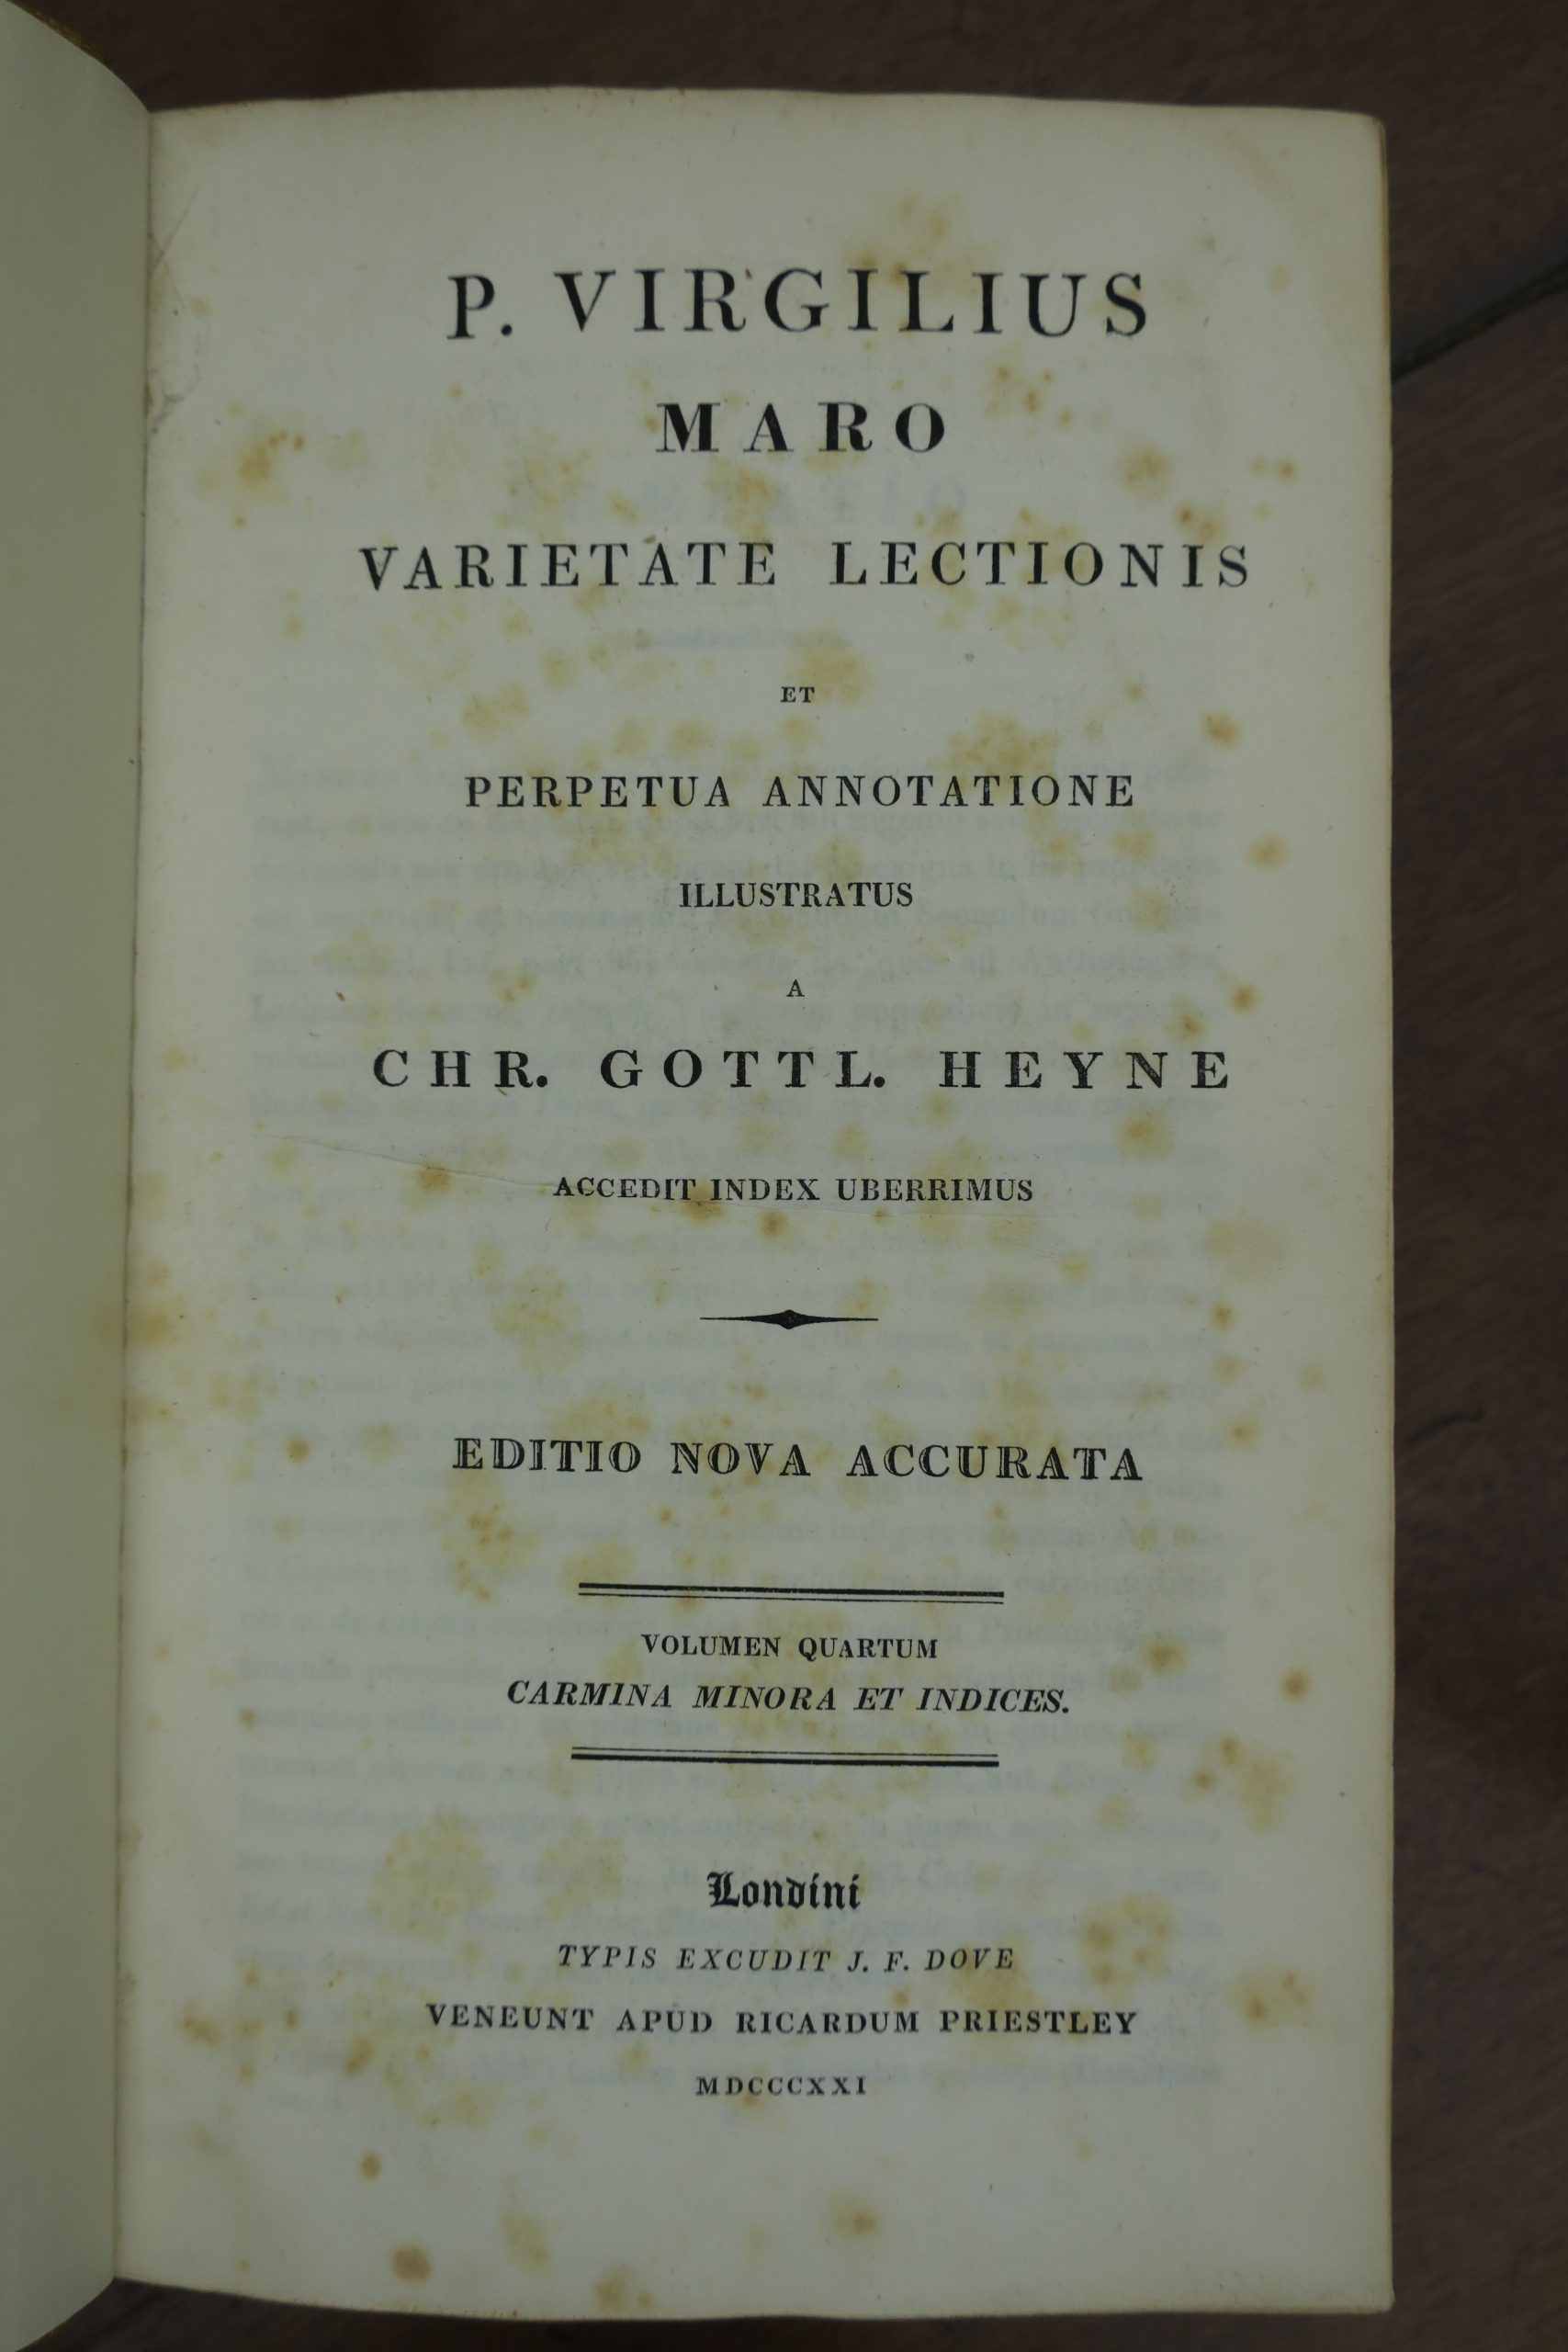 P. VIRGILIUS
MARO
VARIETATE LECTIONIS
ET
PERPETUA ANNOTATIONE
ILLUSTRATUS
A
CHR. GOTTL. HEYNE
ACCEDIT INDEX UBERRIMUS
EDITIO NOVA ACCURATA
VOLUMEN QUARTUM
CARMINA MINORA ET INDICES.
Londini
TYPIS EXCUDIT J. F. DOVE
VENEUNT APUD RICARDUM PRIESTLEY
MDCCCXXI